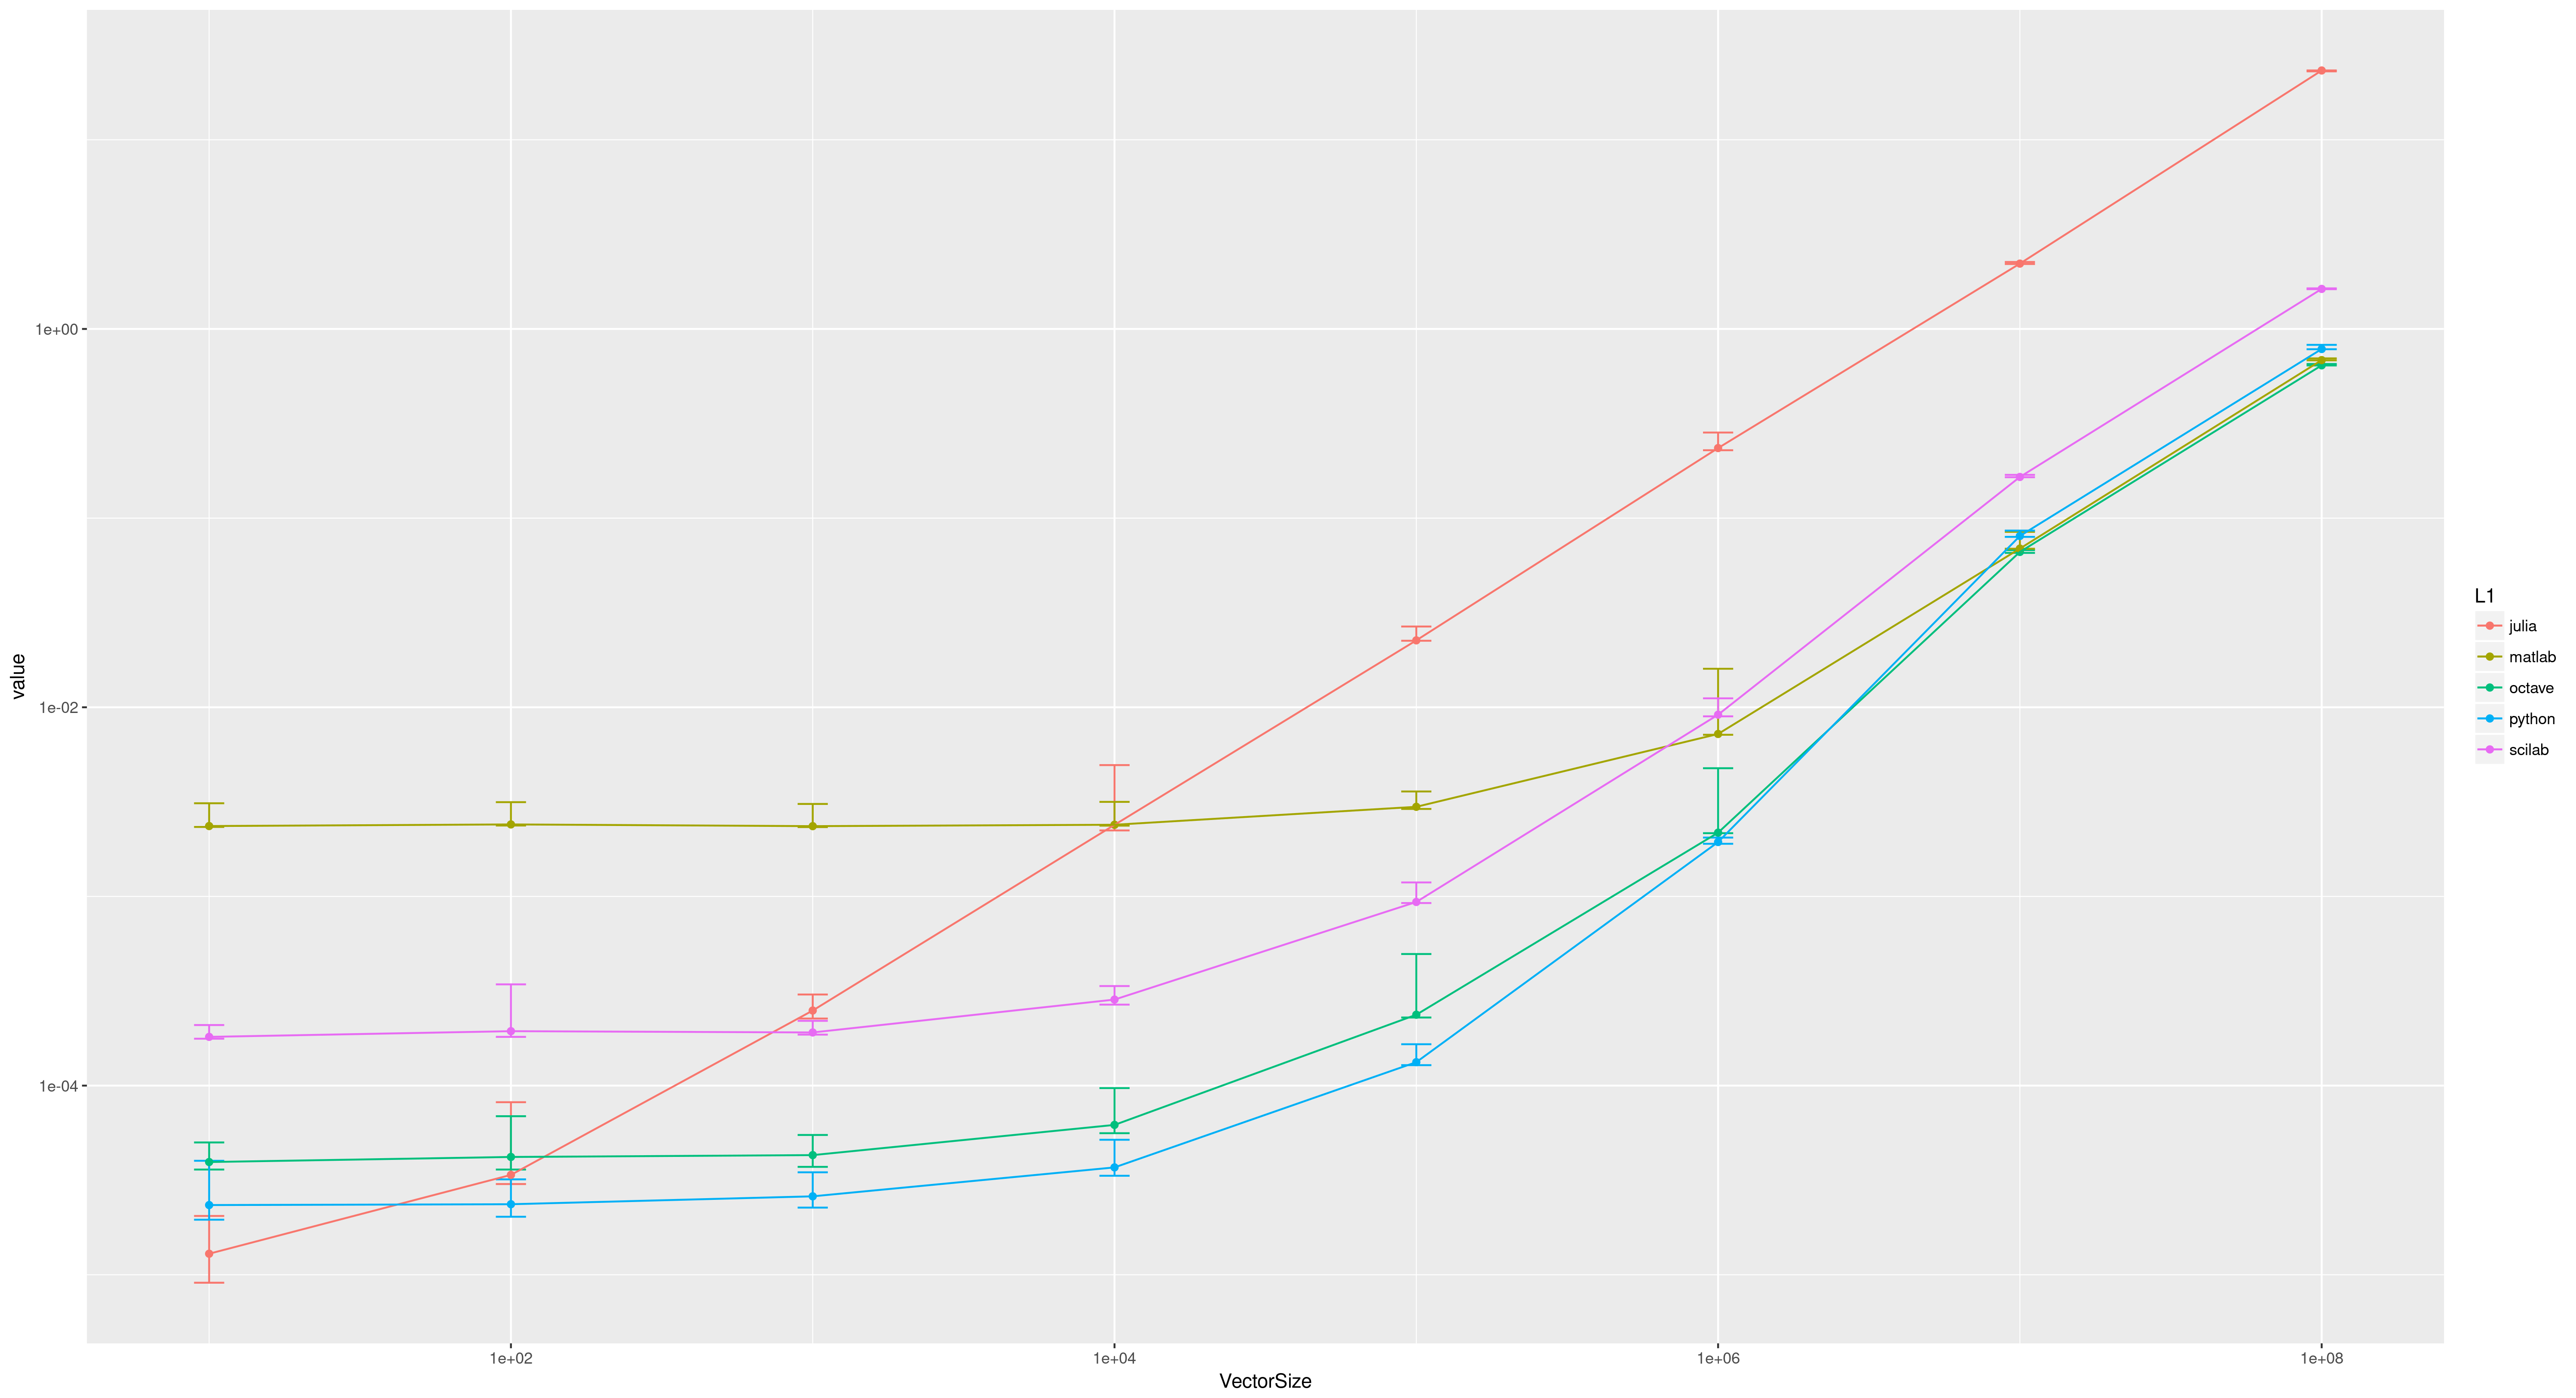 value
1e+00
1e-02
1e-04
1e+02
1e+04
1e+06
1e+08
VectorSize
L1
julia
matlab
octave
python
scilab